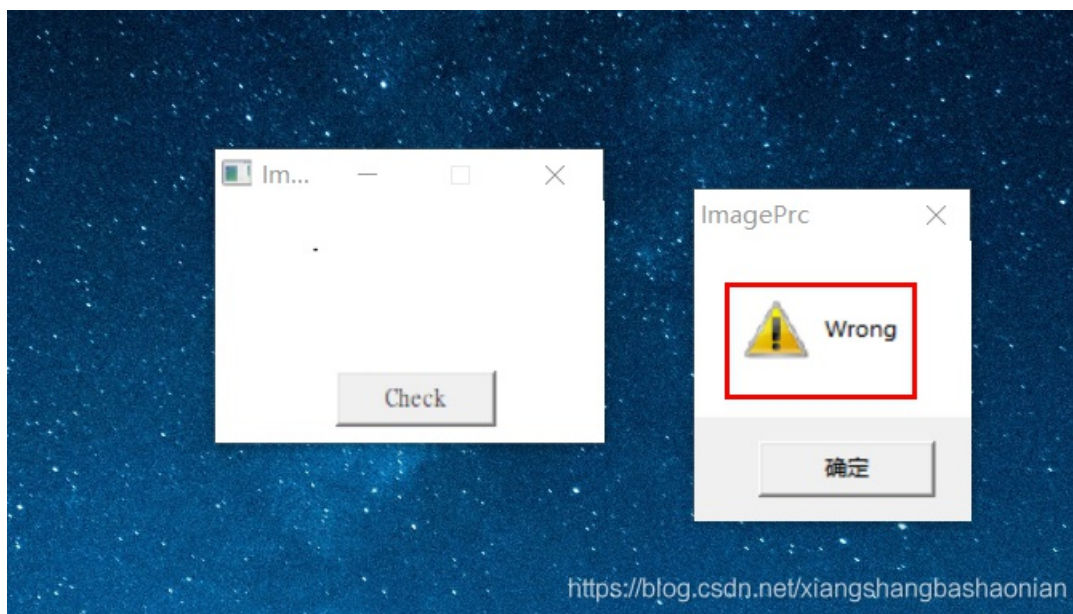 Im...
Check
ImagePrc
Wrong
确定
https://blog.csdn.net/xiangshangbashaonian